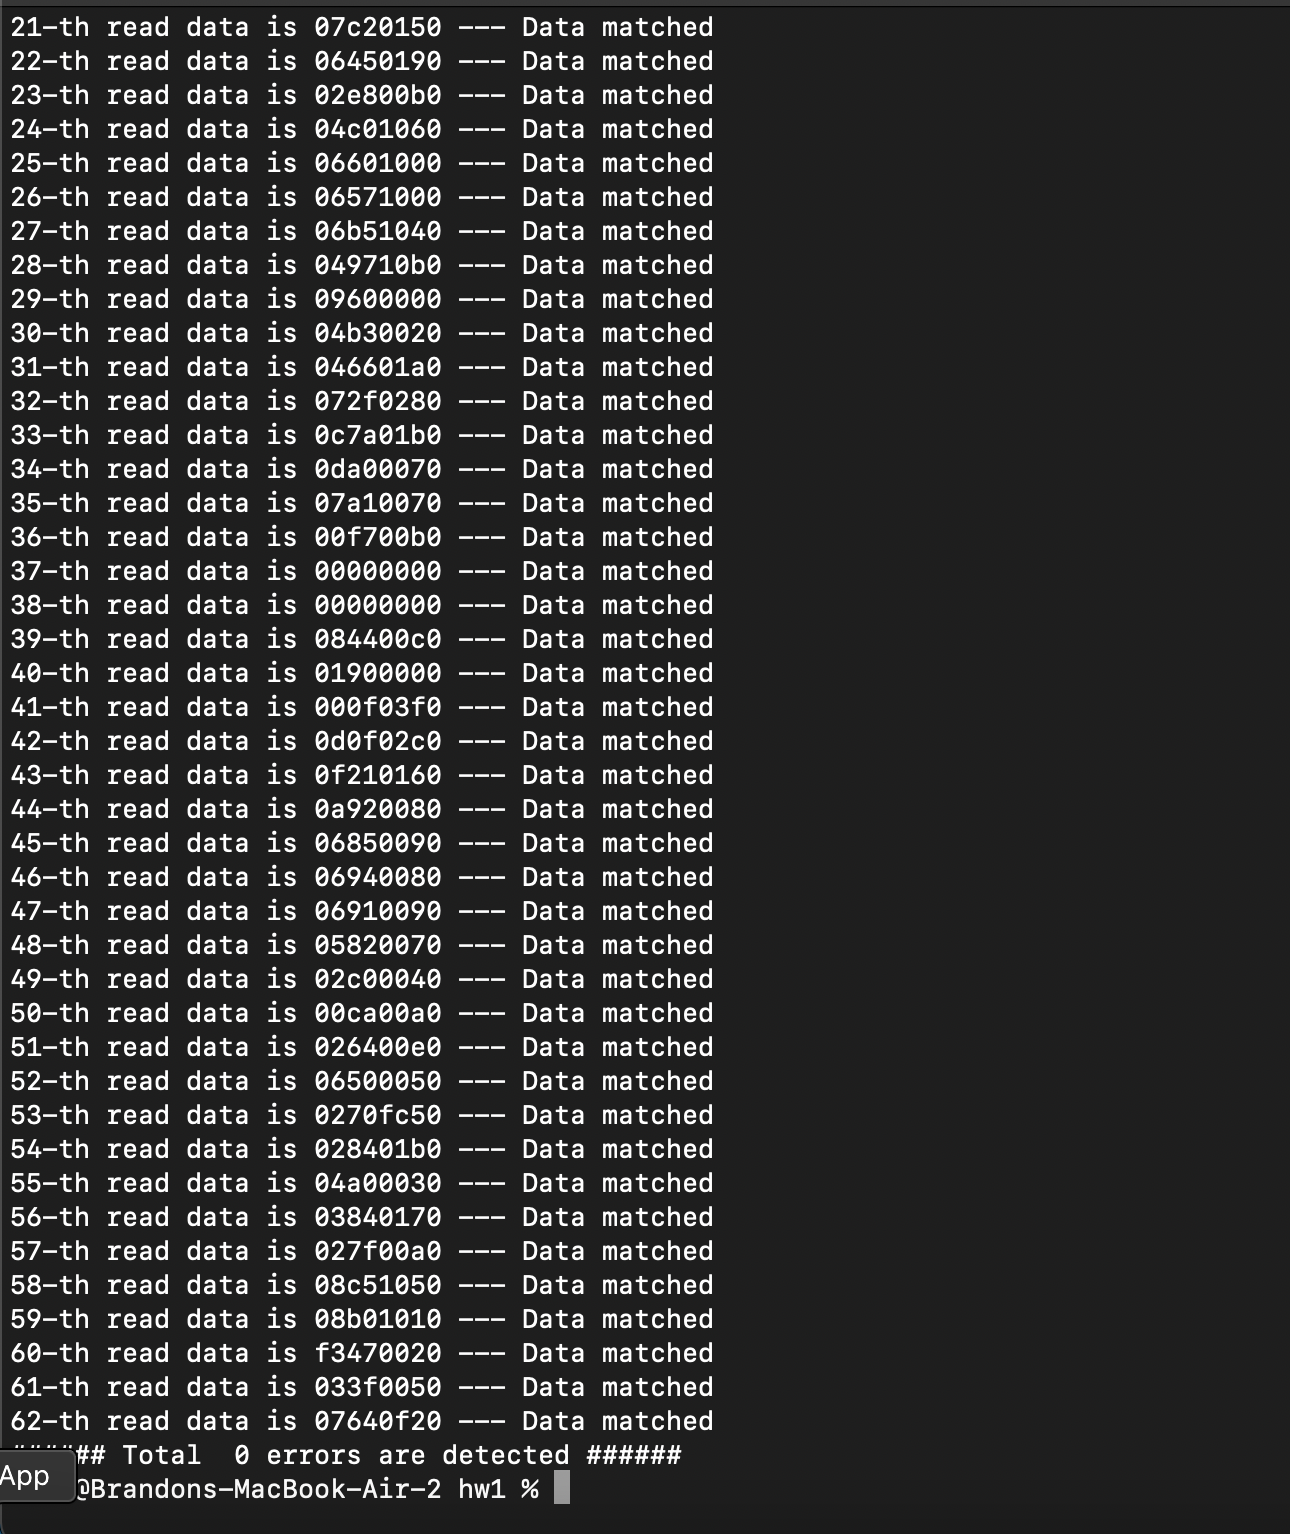 21-th read data is 07c20150 --- Data matched
22-th read data is 06450190 --- Data matched
23-th read data is 02e800b0 --- Data matched
24-th read data is 04c01060 --- Data matched
25-th read data is 06601000 --- Data matched
26-th read data is 06571000 --- Data matched
27-th read data is 06b51040 --- Data matched
28-th read data is 049710b0 --- Data matched
29-th read data is 09600000 --- Data matched
30-th read data is 04b30020 --- Data matched
31-th read data is 046601a0 --- Data matched
32-th read data is 072f0280 --- Data matched
33-th read data is 0c7a01b0 --- Data matched
34-th read data is 0da00070 --- Data matched
35-th read data is 07a10070 --- Data matched
36-th read data is 00f700b0 --- Data matched
37-th read data is 00000000 --- Data matched
38-th read data is 00000000 --- Data matched
39-th read data is 084400c0 --- Data matched
40-th read data is 01900000 --- Data matched
41-th read data is 000f03f0 --- Data matched
42-th read data is 0d0f02c0 --- Data matched
43-th read data is 0f210160 --- Data matched
44-th read data is 0a920080 --- Data matched
45-th read data is 06850090 --- Data matched
46-th read data is 06940080 --- Data matched
47-th read data is 06910090 --- Data matched
48-th read data is 05820070 --- Data matched
49-th read data is 02c00040 --- Data matched
50-th read data is 00ca00a0 --- Data matched
51-th read data is 026400e0 --- Data matched
52-th read data is 06500050 --- Data matched
53-th read data is 0270fc50 --- Data matched
54-th read data is 028401b0 --- Data matched
55-th read data is 04a00030 --- Data matched
56-th read data is 03840170 --- Data matched
57-th read data is 027f00a0 --- Data matched
58-th read data is 08c51050 --- Data matched
59-th read data is 08b01010 --- Data matched
60-th read data is f3470020 --- Data matched
61-th read data is 033f0050 --- Data matched
62-th read data is 07640f20 --- Data matched
###### Total  0 errors are detected ######
App
@Brandons-MacBook-Air-2 hw1 %